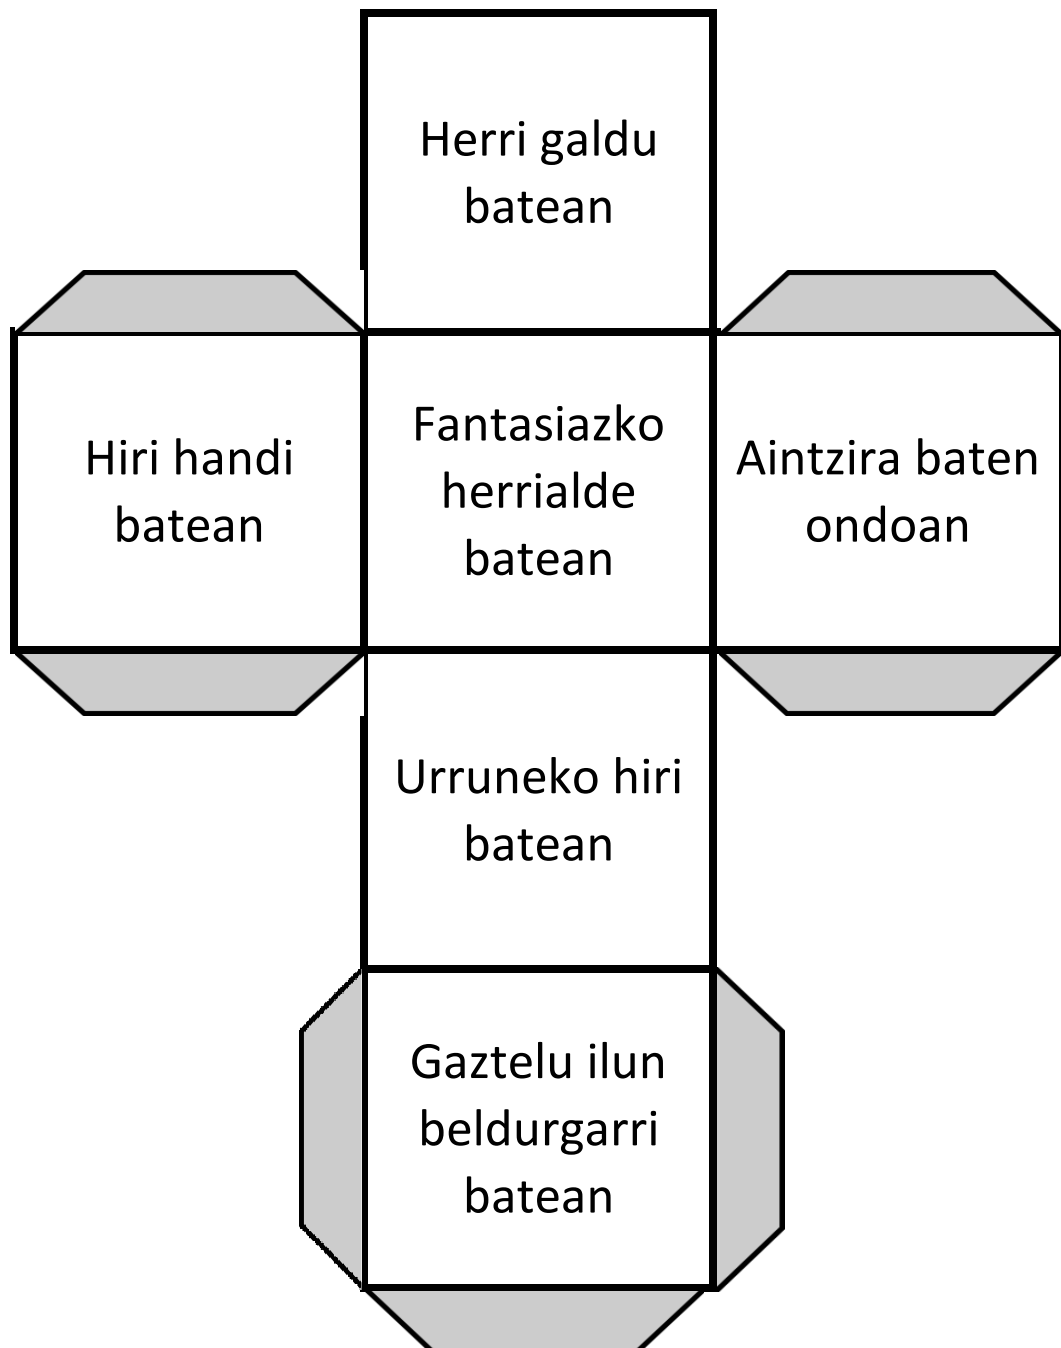 Herri galdu
batean
Hiri handi
batean
Fantasiazko
herrialde
batean
Aintzira baten
ondoan
Urruneko hiri
batean
Gaztelu ilun
beldurgarri
batean